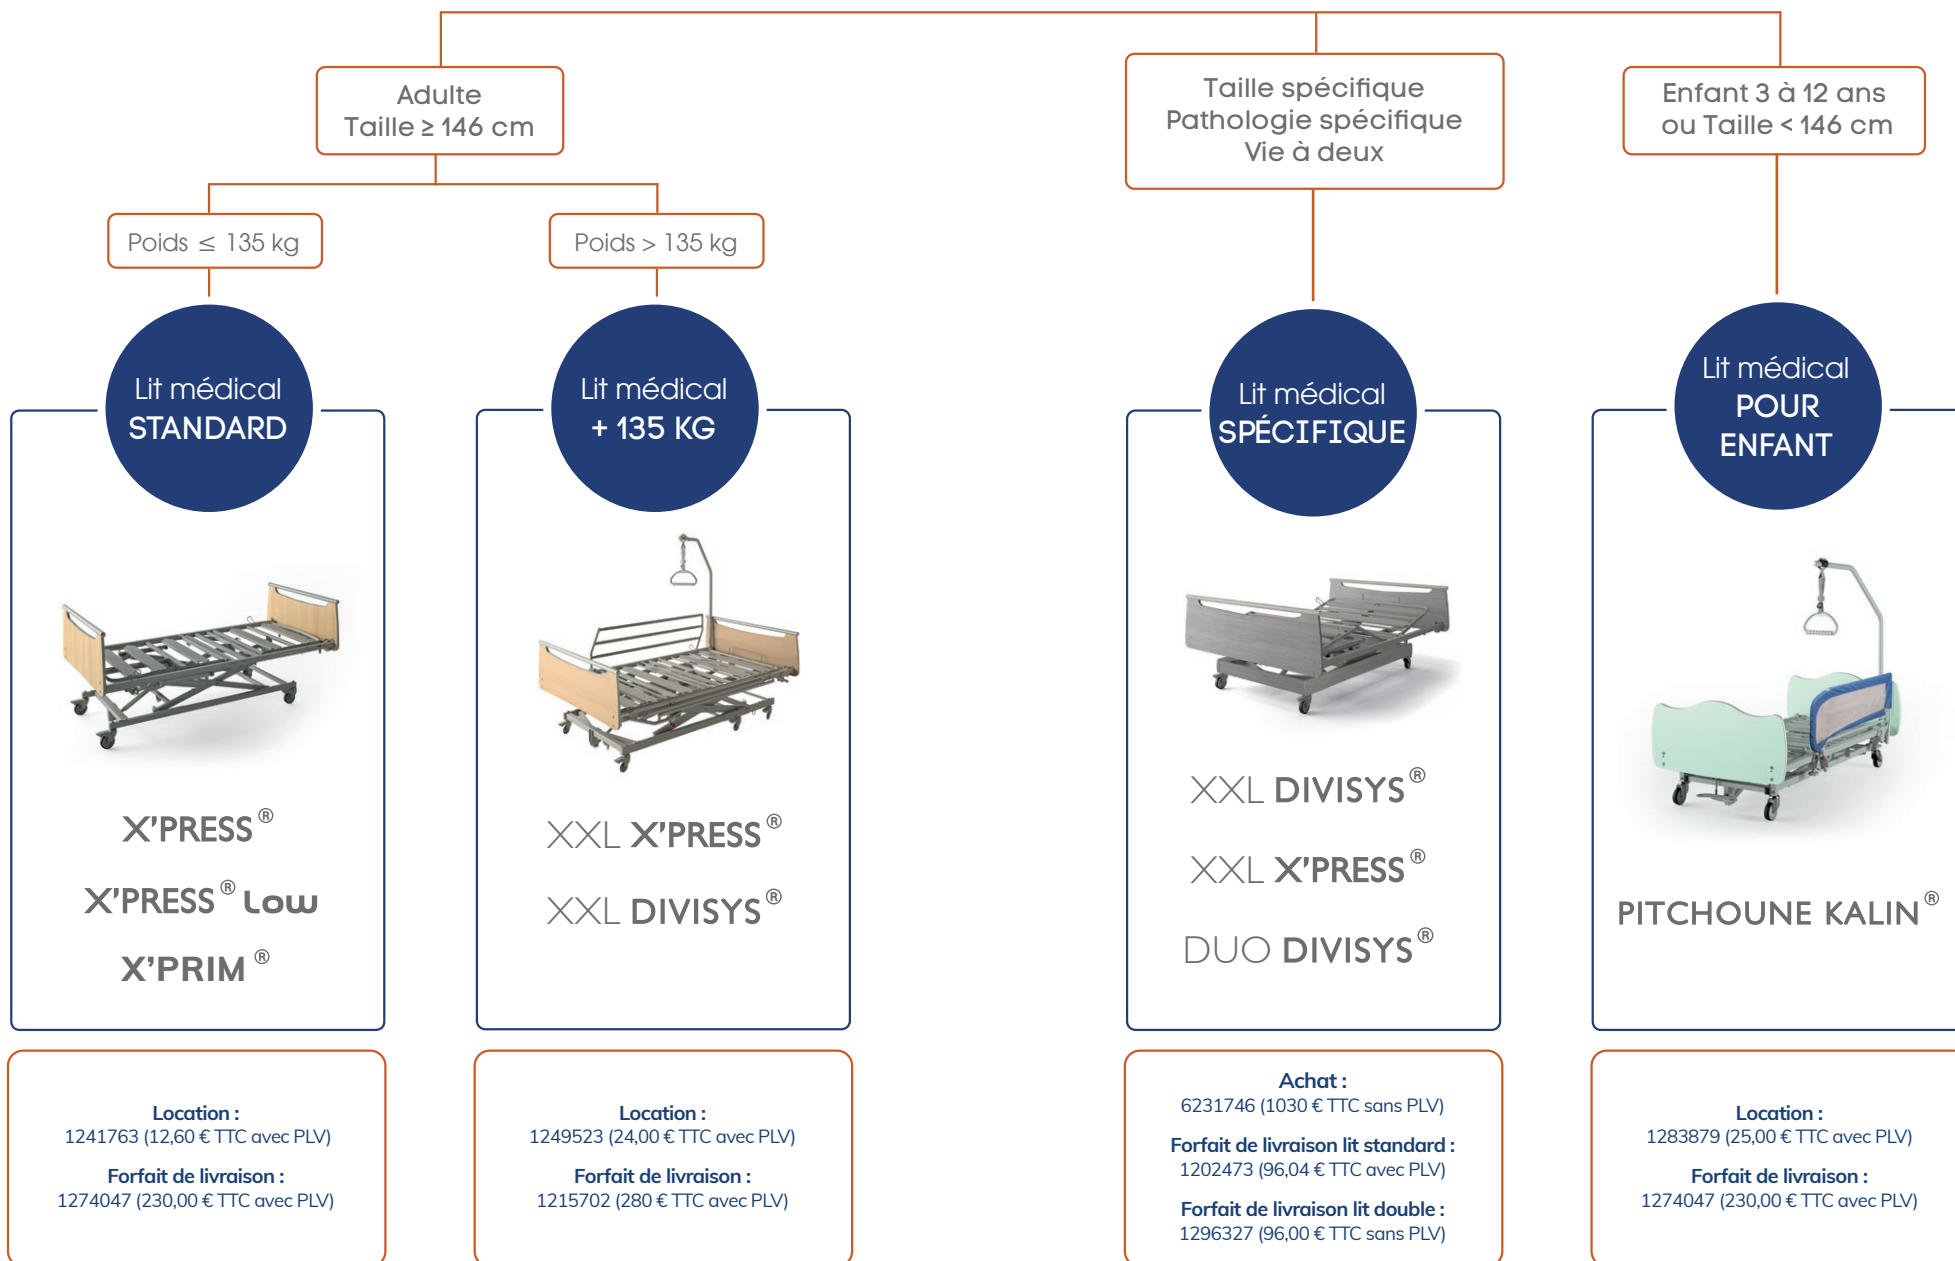 Adulte
Taille ≥ 146 cm
Poids ≤ 135 kg
Lit médical
STANDARD
X'PRESS®
X'PRESS® Low
X'PRIM®
Location :
1241763 (12,60 € TTC avec PLV)
Forfait de livraison :
1274047 (230,00 € TTC avec PLV)
Poids > 135 kg
Lit médical
+ 135 KG
XXL X'PRESS®
XXL DIVISYS®
Location :
1249523 (24,00 € TTC avec PLV)
Forfait de livraison :
1215702 (280 € TTC avec PLV)
Taille spécifique
Pathologie spécifique
Vie à deux
Lit médical
SPÉCIFIQUE
XXL DIVISYS®
XXL X'PRESS®
DUO DIVISYS®
Achat :
6231746 (1030 € TTC sans PLV)
Forfait de livraison lit standard :
1202473 (96,04 € TTC avec PLV)
Forfait de livraison lit double :
1296327 (96,00 € TTC sans PLV)
Enfant 3 à 12 ans
ou Taille < 146 cm
Lit médical
POUR
ENFANT
PITCHOUNE KALIN®
Location :
1283879 (25,00 € TTC avec PLV)
Forfait de livraison :
1274047 (230,00 € TTC avec PLV)